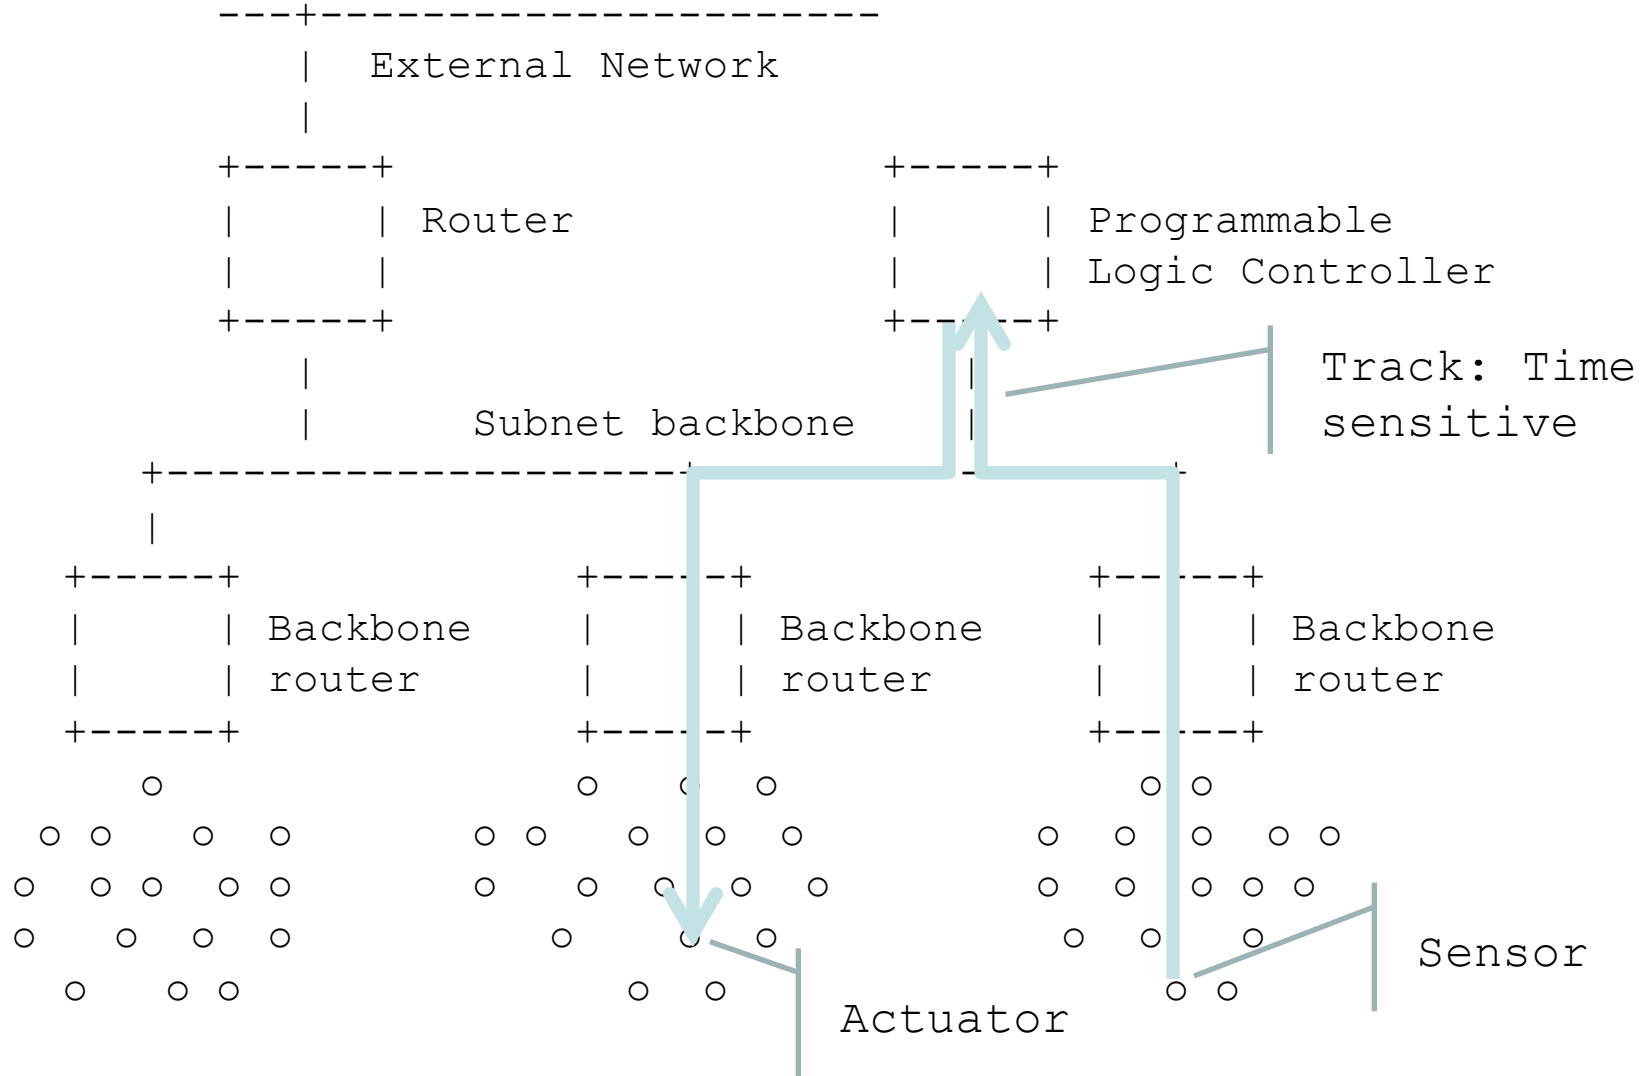 External Network
Router
Programmable
Logic Controller
Track: Time
sensitive
Subnet backbone
Backbone
router
Backbone
router
Backbone
router
Sensor
Actuator